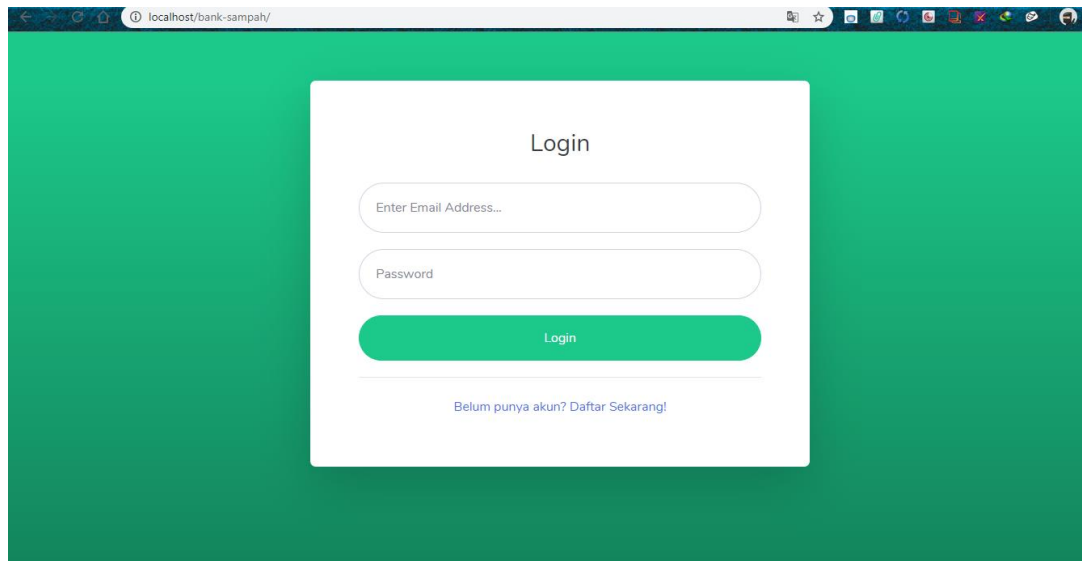 localhost/bank-sampah/
Login
Enter Email Address...
Password
Login
Belum punya akun? Daftar Sekarang!